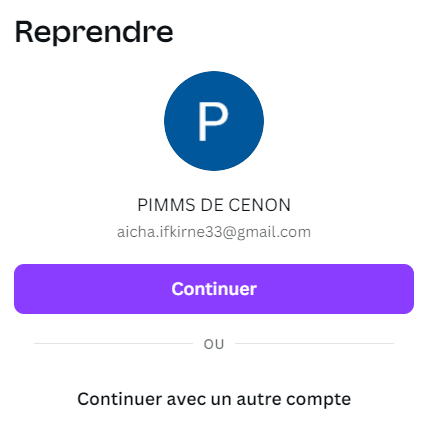 Reprendre
P
PIMMS DE CENON
aicha.ifkirne33@gmail.com
Continuer
OU
Continuer avec un autre compte